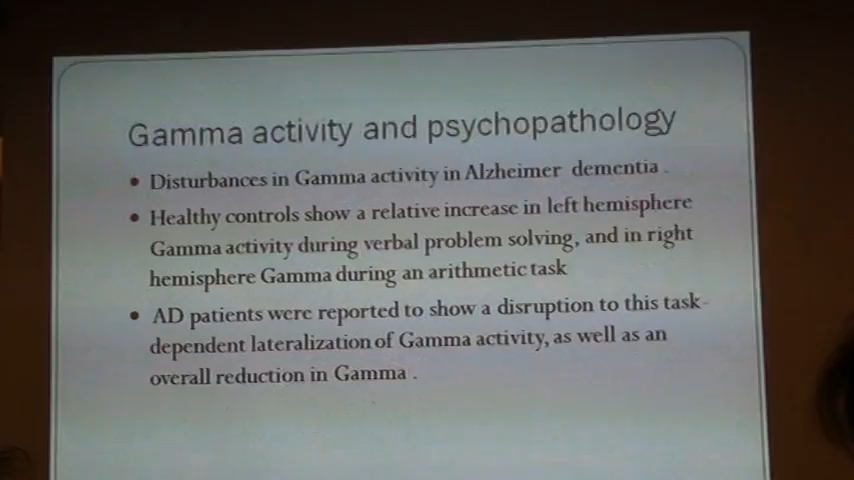 Gamma activity and psychopathology
• Disturbances in Gamma activity in Alzheimer dementia .
• Healthy controls show a relative increase in left hemisphere
Gamma activity during verbal problem solving, and in right
hemisphere Gamma during an arithmetic task
• AD patients were reported to show a disruption to this task-
dependent lateralization of Gamma activity, as well as an
overall reduction in Gamma .